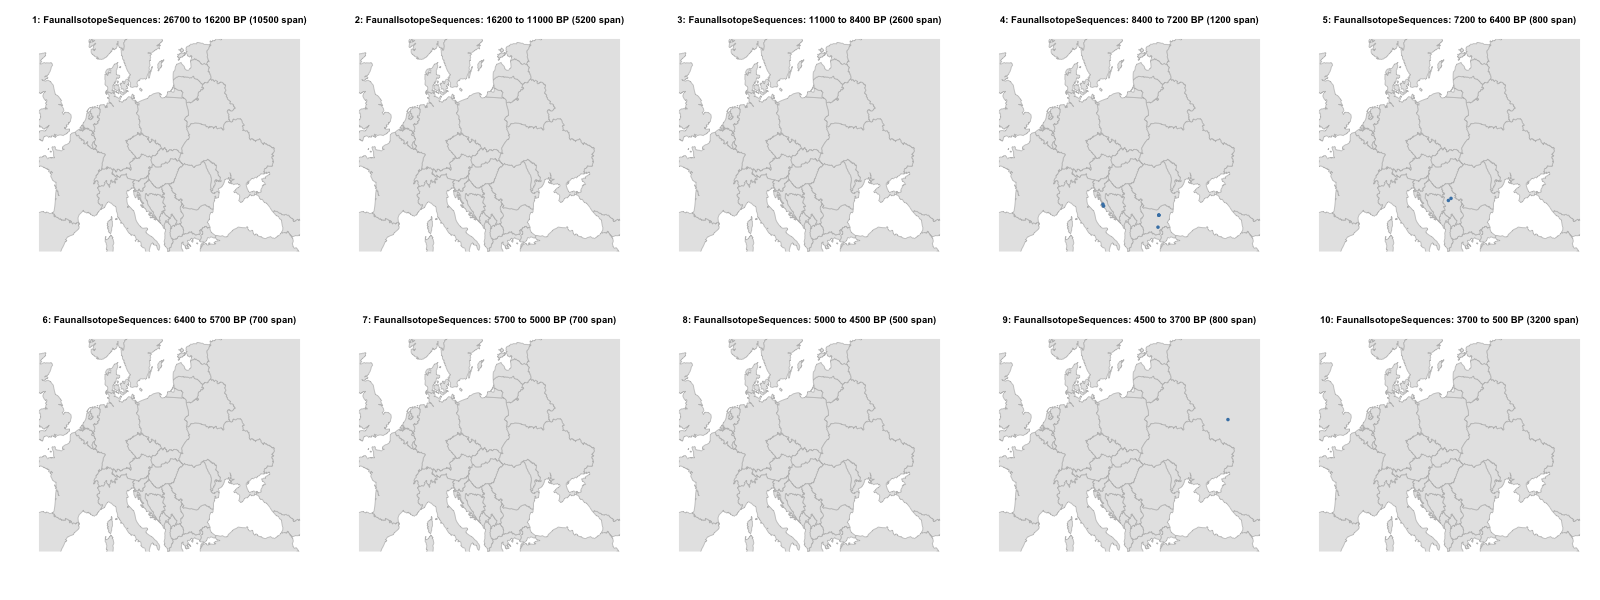 1: FaunalIsotopeSequences: 26700 to 16200 BP (10500 span)
2: FaunalIsotopeSequences: 16200 to 11000 BP (5200 span)
3: FaunalIsotopeSequences: 11000 to 8400 BP (2600 span)
4: FaunalIsotopeSequences: 8400 to 7200 BP (1200 span)
5: FaunalIsotopeSequences: 7200 to 6400 BP (800 span)
6: FaunalIsotopeSequences: 6400 to 5700 BP (700 span)
7: FaunalIsotopeSequences: 5700 to 5000 BP (700 span)
8: FaunalIsotopeSequences: 5000 to 4500 BP (500 span)
9: FaunalIsotopeSequences: 4500 to 3700 BP (800 span)
10: FaunalIsotopeSequences: 3700 to 500 BP (3200 span)